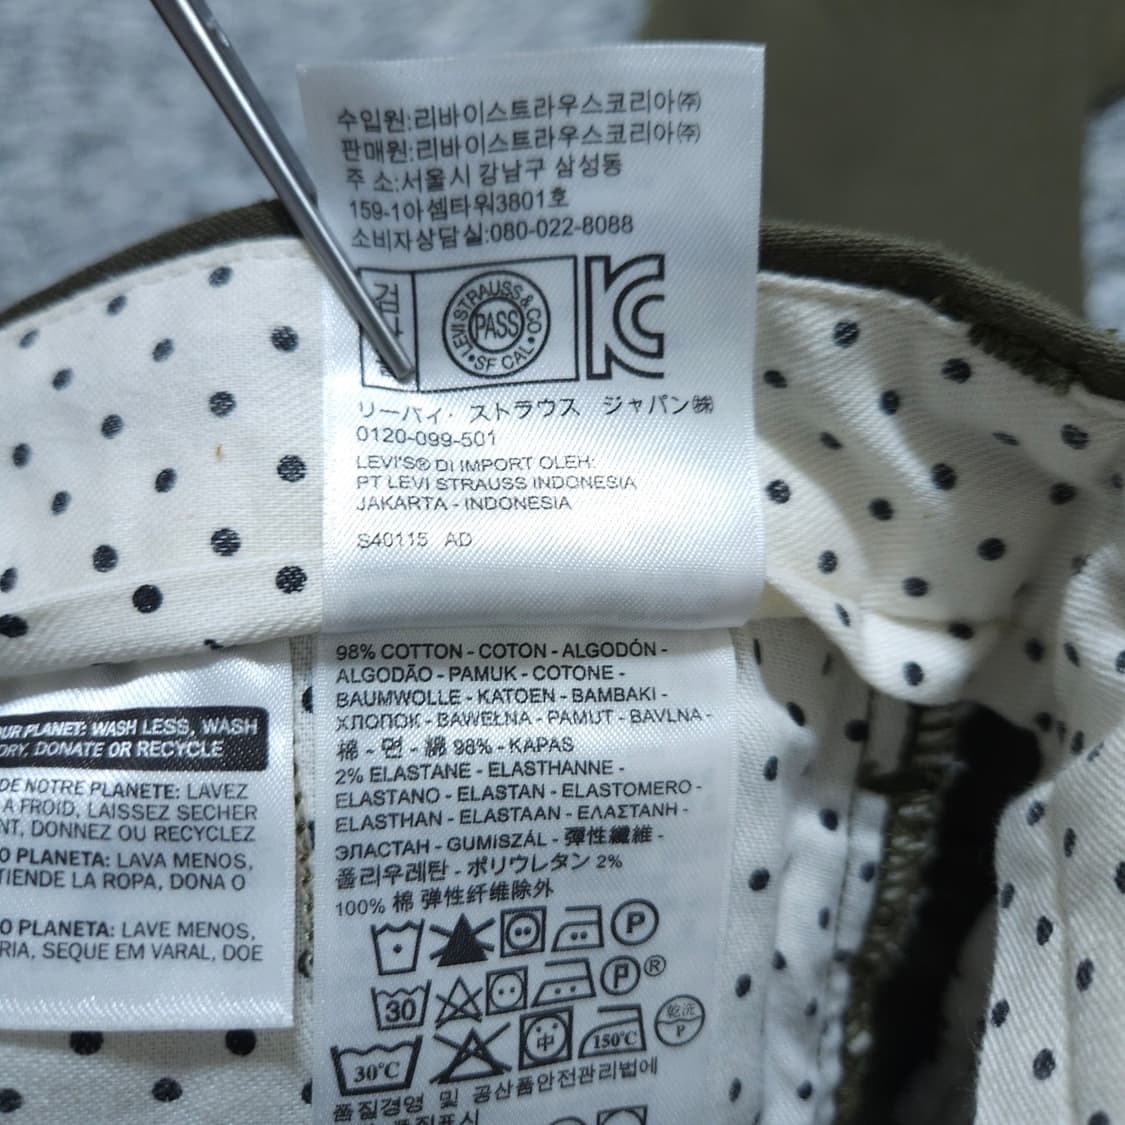 수입원:리바이스트라우스코리아㈜
판매원:리바이스트라우스코리아㈜
주 소:서울시 강남구 삼성동
159-1아셈타워3801호
소비자상담실:080-022-8088
LEVI STRAUSS & CO
PASS
SF CAL
リーバイ・ストラウス ジャパン㈱
0120-099-501
LEVI'S® DI IMPORT OLEH:
PT LEVI STRAUSS INDONESIA
JAKARTA - INDONESIA
S40115 AD
98% COTTON - COTON - ALGODÓN -
ALGODÃO - PAMUK - COTONE -
BAUMWOLLE - KATOEN - BAMBAKI -
ХЛОПОК - BAWEŁNA - PAMUT - BAVLNA -
棉 - 면 - 綿 98% - KAPAS
2% ELASTANE - ELASTHANNE -
ELASTANO - ELASTAN - ELASTOMERO -
ELASTHAN - ELASTAAN - ΕΛΑΣΤΑΝΗ -
ЭЛАСТАН - GUMISZÁL - 彈性纖維 -
폴리우레탄 - ポリウレタン 2%
100% 棉 弹性纤维除外
P
30
P ®
30℃
中
150℃
乾洗
P
품질경영 및 공산품안전관리법에
품질표시
UR PLANET: WASH LESS, WASH
DRY, DONATE OR RECYCLE
DE NOTRE PLANETE: LAVEZ
A FROID, LAISSEZ SECHER
NT, DONNEZ OU RECYCLEZ
O PLANETA: LAVA MENOS,
TIENDE LA ROPA, DONA O
O PLANETA: LAVE MENOS,
RIA, SEQUE EM VARAL, DOE